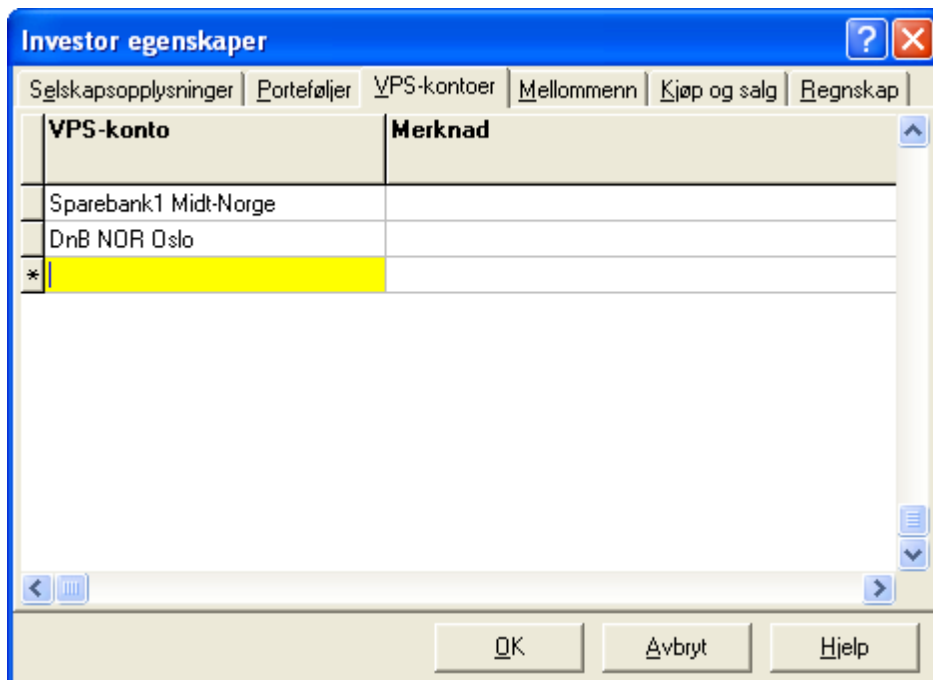 Investor egenskaper
Selskapsopplysninger Porteføljer VPS-kontoer Mellommenn Kjøp og salg Regnskap
VPS-konto Merknad
Sparebank1 Midt-Norge
DnB NOR Oslo
*
OK Avbryt Hjelp